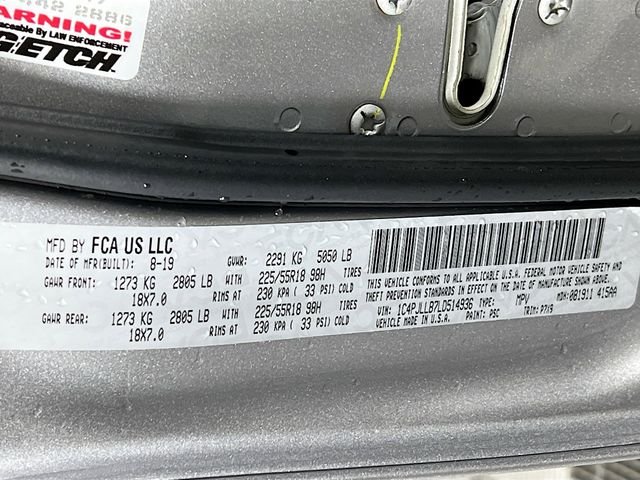 2886
WARNING!
Traceable By LAW ENFORCEMENT
ETCH
MFD BY FCA US LLC
DATE OF MFR(BUILT): 8-19
GVWR: 2291 KG 5050 LB
GAWR FRONT: 1273 KG 2805 LB WITH 225/55R18 98H TIRES
18X7.0 RIMS AT 230 KPA ( 33 PSI) COLD
GAWR REAR: 1273 KG 2805 LB WITH 225/55R18 98H TIRES
18X7.0 RIMS AT 230 KPA ( 33 PSI) COLD
THIS VEHICLE CONFORMS TO ALL APPLICABLE U.S.A. FEDERAL MOTOR VEHICLE SAFETY AND
THEFT PREVENTION STANDARDS IN EFFECT ON THE DATE OF MANUFACTURE SHOWN ABOVE.
VIN: 1C4PJLLB7LD514936 TYPE: MPV MDH: 081911 415AA
VEHICLE MADE IN U.S.A. PAINT: PSC TRIM: P7X9